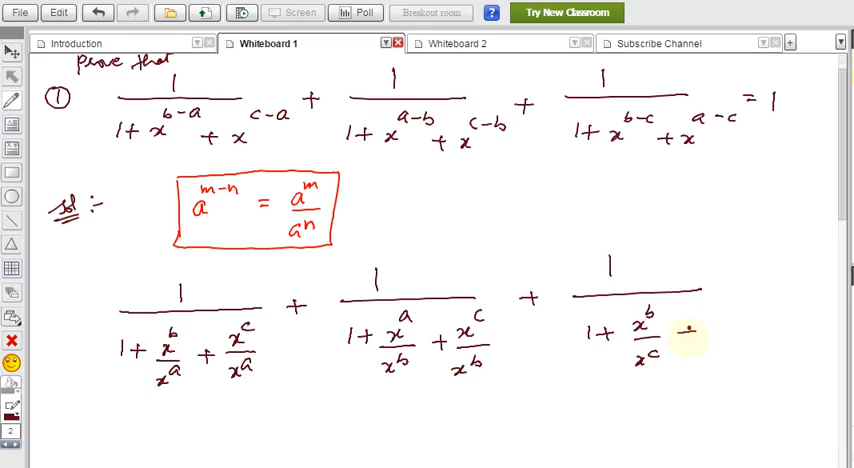 File Edit Screen Poll Breakout room ? Try New Classroom
Introduction Whiteboard 1 Whiteboard 2 Subscribe Channel
Prove that
① 1/(1 + x^(b-a) + x^(c-a)) + 1/(1 + x^(a-b) + x^(c-b)) + 1/(1 + x^(b-c) + x^(a-c)) = 1
Sol :- a^(m-n) = a^m/a^n
1/(1 + x^b/x^a + x^c/x^a) + 1/(1 + x^a/x^b + x^c/x^b) + 1/(1 + x^b/x^c +
2